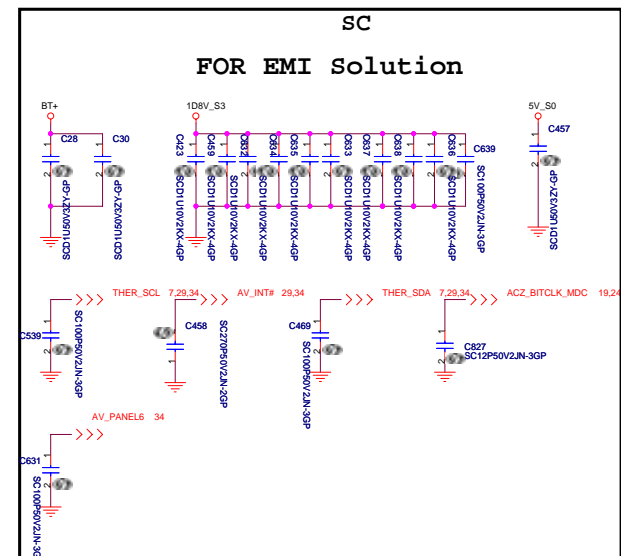 SC
FOR EMI Solution
BT+
1D8V_S3
5V_S0
C28
C30
C423
C459
C632
C634
C635
C633
C637
C638
C636
C639
C457
SCD1U50V3ZY-GP
SCD1U50V3ZY-GP
SCD1U10V2KX-4GP
SCD1U10V2KX-4GP
SCD1U10V2KX-4GP
SCD1U10V2KX-4GP
SCD1U10V2KX-4GP
SCD1U10V2KX-4GP
SCD1U10V2KX-4GP
SCD1U10V2KX-4GP
SCD1U10V2KX-4GP
SC100P50V2JN-3GP
SCD1U50V3ZY-GP
THER_SCL 7,29,34
AV_INT# 29,34
THER_SDA 7,29,34
ACZ_BITCLK_MDC 19,24
C539
SC100P50V2JN-3GP
C458
SC270P50V2JN-2GP
C469
SC100P50V2JN-3GP
C827
SC12P50V2JN-3GP
AV_PANEL6 34
C631
SC100P50V2JN-3G